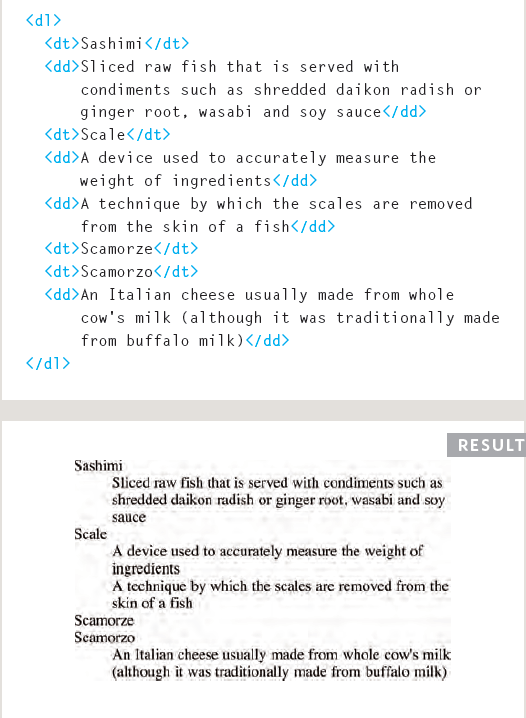 <dl>
<dt>Sashimi</dt>
<dd>Sliced raw fish that is served with
condiments such as shredded daikon radish or
ginger root, wasabi and soy sauce</dd>
<dt>Scale</dt>
<dd>A device used to accurately measure the
weight of ingredients</dd>
<dd>A technique by which the scales are removed
from the skin of a fish</dd>
<dt>Scamorze</dt>
<dt>Scamorzo</dt>
<dd>An Italian cheese usually made from whole
cow's milk (although it was traditionally made
from buffalo milk)</dd>
</dl>
RESULT
Sashimi
Sliced raw fish that is served with condiments such as
shredded daikon radish or ginger root, wasabi and soy
sauce
Scale
A device used to accurately measure the weight of
ingredients
A technique by which the scales are removed from the
skin of a fish
Scamorze
Scamorzo
An Italian cheese usually made from whole cow's milk
(although it was traditionally made from buffalo milk)